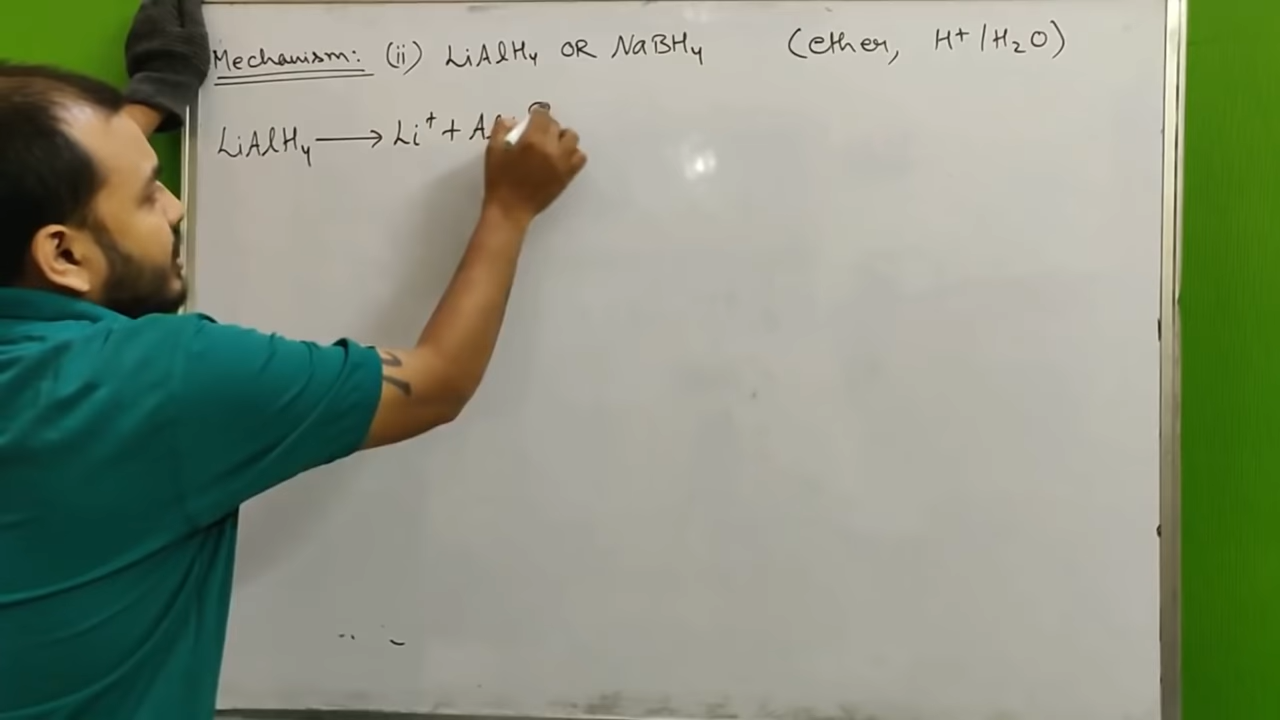 Mechanism: (ii) LiAlH4 OR NaBH4 (ether, H+/H2O)
LiAlH4 ⟶ Li+ +